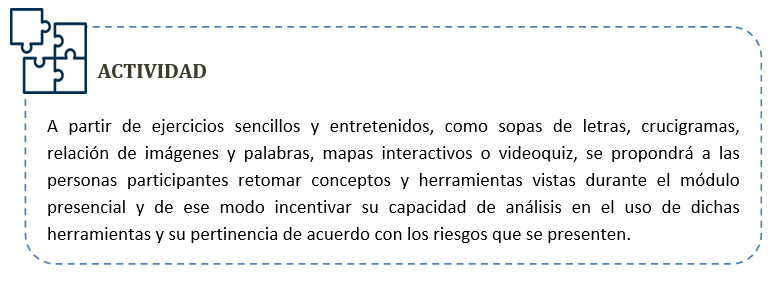 ACTIVIDAD
A partir de ejercicios sencillos y entretenidos, como sopas de letras, crucigramas,
relación de imágenes y palabras, mapas interactivos o videoquiz, se propondrá a las
personas participantes retomar conceptos y herramientas vistas durante el módulo
presencial y de ese modo incentivar su capacidad de análisis en el uso de dichas
herramientas y su pertinencia de acuerdo con los riesgos que se presenten.